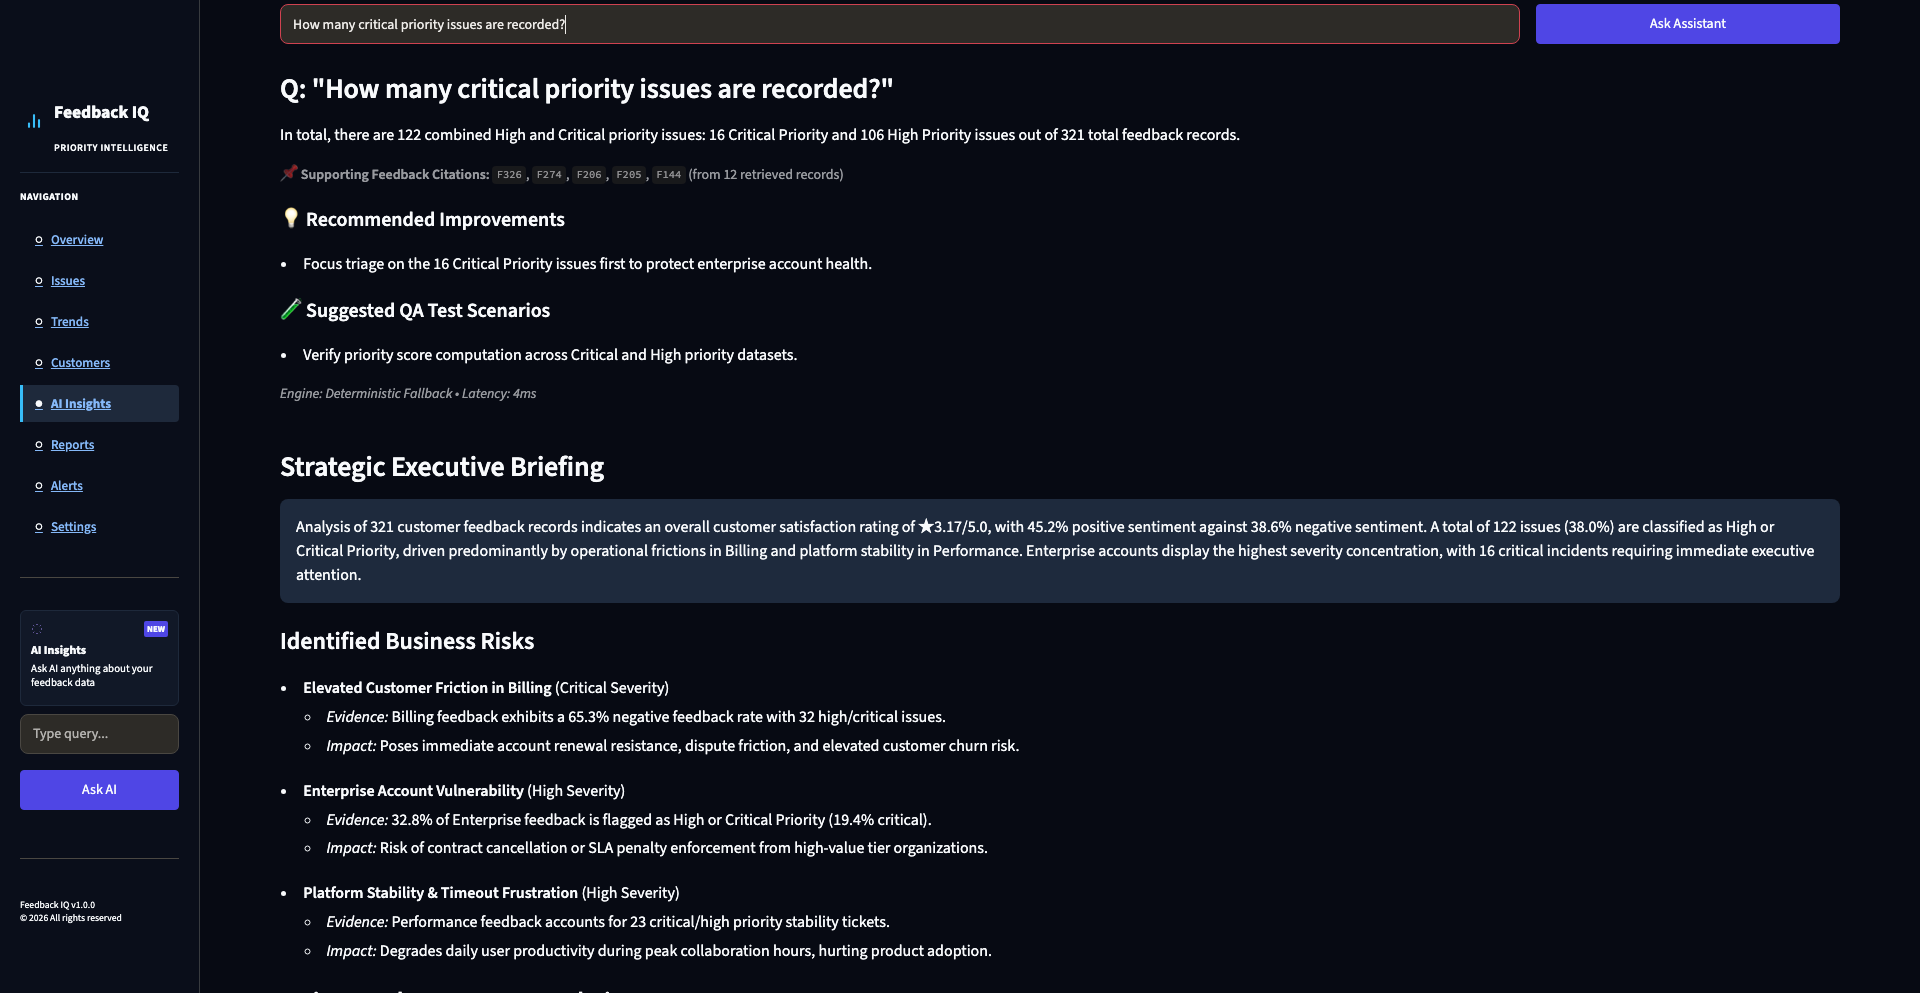 How many critical priority issues are recorded?
Ask Assistant
Feedback IQ
PRIORITY INTELLIGENCE
NAVIGATION
Overview
Issues
Trends
Customers
AI Insights
Reports
Alerts
Settings
NEW
AI Insights
Ask AI anything about your
feedback data
Type query...
Ask AI
Feedback IQ v1.0.0
© 2026 All rights reserved
Q: "How many critical priority issues are recorded?"
In total, there are 122 combined High and Critical priority issues: 16 Critical Priority and 106 High Priority issues out of 321 total feedback records.
📌 Supporting Feedback Citations: F326, F274, F206, F205, F144 (from 12 retrieved records)
💡 Recommended Improvements
• Focus triage on the 16 Critical Priority issues first to protect enterprise account health.
🧪 Suggested QA Test Scenarios
• Verify priority score computation across Critical and High priority datasets.
Engine: Deterministic Fallback • Latency: 4ms
Strategic Executive Briefing
Analysis of 321 customer feedback records indicates an overall customer satisfaction rating of ★3.17/5.0, with 45.2% positive sentiment against 38.6% negative sentiment. A total of 122 issues (38.0%) are classified as High or
Critical Priority, driven predominantly by operational frictions in Billing and platform stability in Performance. Enterprise accounts display the highest severity concentration, with 16 critical incidents requiring immediate executive
attention.
Identified Business Risks
• Elevated Customer Friction in Billing (Critical Severity)
◦ Evidence: Billing feedback exhibits a 65.3% negative feedback rate with 32 high/critical issues.
◦ Impact: Poses immediate account renewal resistance, dispute friction, and elevated customer churn risk.
• Enterprise Account Vulnerability (High Severity)
◦ Evidence: 32.8% of Enterprise feedback is flagged as High or Critical Priority (19.4% critical).
◦ Impact: Risk of contract cancellation or SLA penalty enforcement from high-value tier organizations.
• Platform Stability & Timeout Frustration (High Severity)
◦ Evidence: Performance feedback accounts for 23 critical/high priority stability tickets.
◦ Impact: Degrades daily user productivity during peak collaboration hours, hurting product adoption.